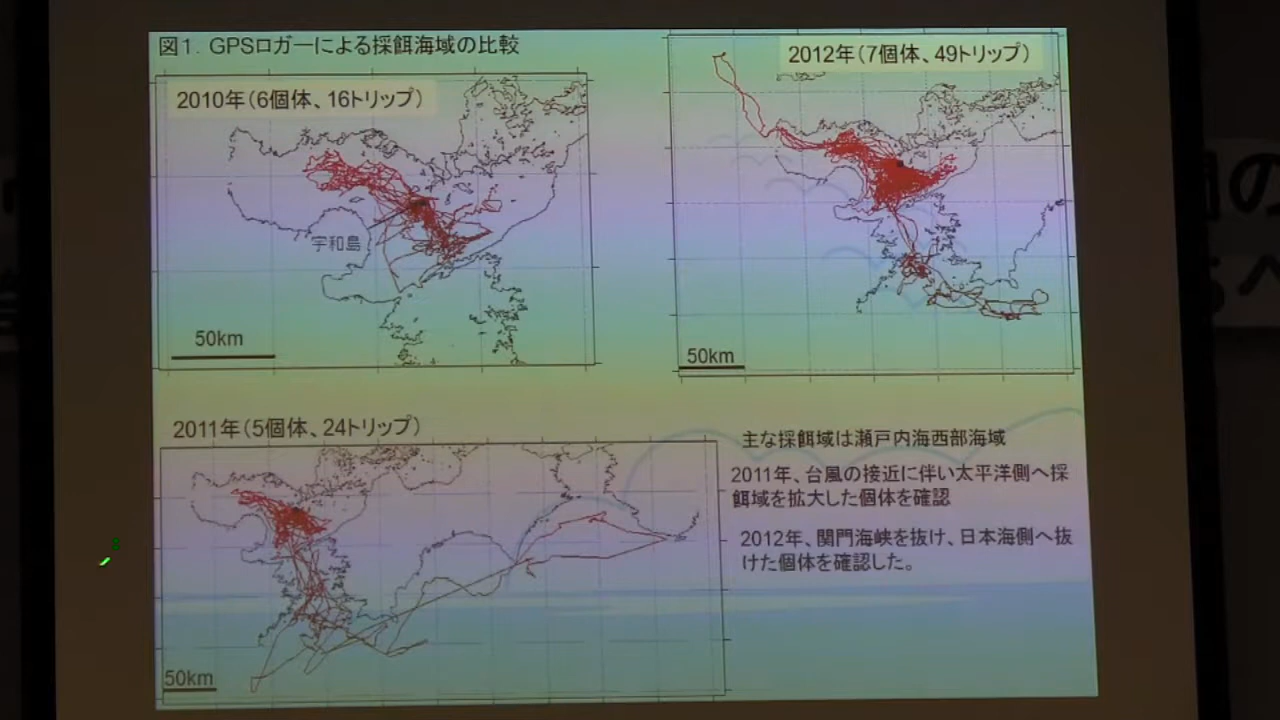 図1. GPSロガーによる採餌海域の比較
2010年(6個体、16トリップ)
宇和島
50km
2012年(7個体、49トリップ)
50km
2011年(5個体、24トリップ)
50km
主な採餌域は瀬戸内海西部海域
2011年、台風の接近に伴い太平洋側へ採
餌域を拡大した個体を確認
2012年、関門海峡を抜け、日本海側へ抜
けた個体を確認した。